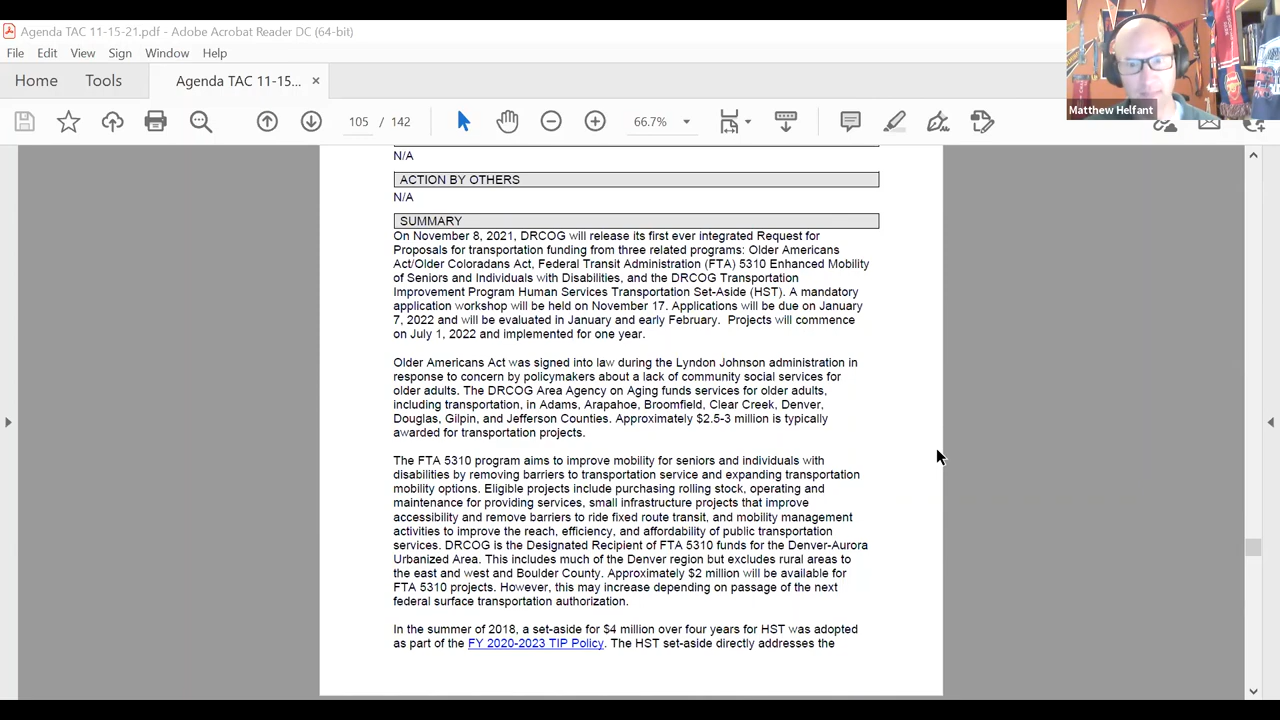 Agenda TAC 11-15-21.pdf - Adobe Acrobat Reader DC (64-bit)
File Edit View Sign Window Help
Home Tools Agenda TAC 11-15... ×
105 / 142 66.7%
Matthew Helfant
N/A
ACTION BY OTHERS
N/A
SUMMARY
On November 8, 2021, DRCOG will release its first ever integrated Request for
Proposals for transportation funding from three related programs: Older Americans
Act/Older Coloradans Act, Federal Transit Administration (FTA) 5310 Enhanced Mobility
of Seniors and Individuals with Disabilities, and the DRCOG Transportation
Improvement Program Human Services Transportation Set-Aside (HST). A mandatory
application workshop will be held on November 17. Applications will be due on January
7, 2022 and will be evaluated in January and early February. Projects will commence
on July 1, 2022 and implemented for one year.
Older Americans Act was signed into law during the Lyndon Johnson administration in
response to concern by policymakers about a lack of community social services for
older adults. The DRCOG Area Agency on Aging funds services for older adults,
including transportation, in Adams, Arapahoe, Broomfield, Clear Creek, Denver,
Douglas, Gilpin, and Jefferson Counties. Approximately $2.5-3 million is typically
awarded for transportation projects.
The FTA 5310 program aims to improve mobility for seniors and individuals with
disabilities by removing barriers to transportation service and expanding transportation
mobility options. Eligible projects include purchasing rolling stock, operating and
maintenance for providing services, small infrastructure projects that improve
accessibility and remove barriers to ride fixed route transit, and mobility management
activities to improve the reach, efficiency, and affordability of public transportation
services. DRCOG is the Designated Recipient of FTA 5310 funds for the Denver-Aurora
Urbanized Area. This includes much of the Denver region but excludes rural areas to
the east and west and Boulder County. Approximately $2 million will be available for
FTA 5310 projects. However, this may increase depending on passage of the next
federal surface transportation authorization.
In the summer of 2018, a set-aside for $4 million over four years for HST was adopted
as part of the FY 2020-2023 TIP Policy. The HST set-aside directly addresses the